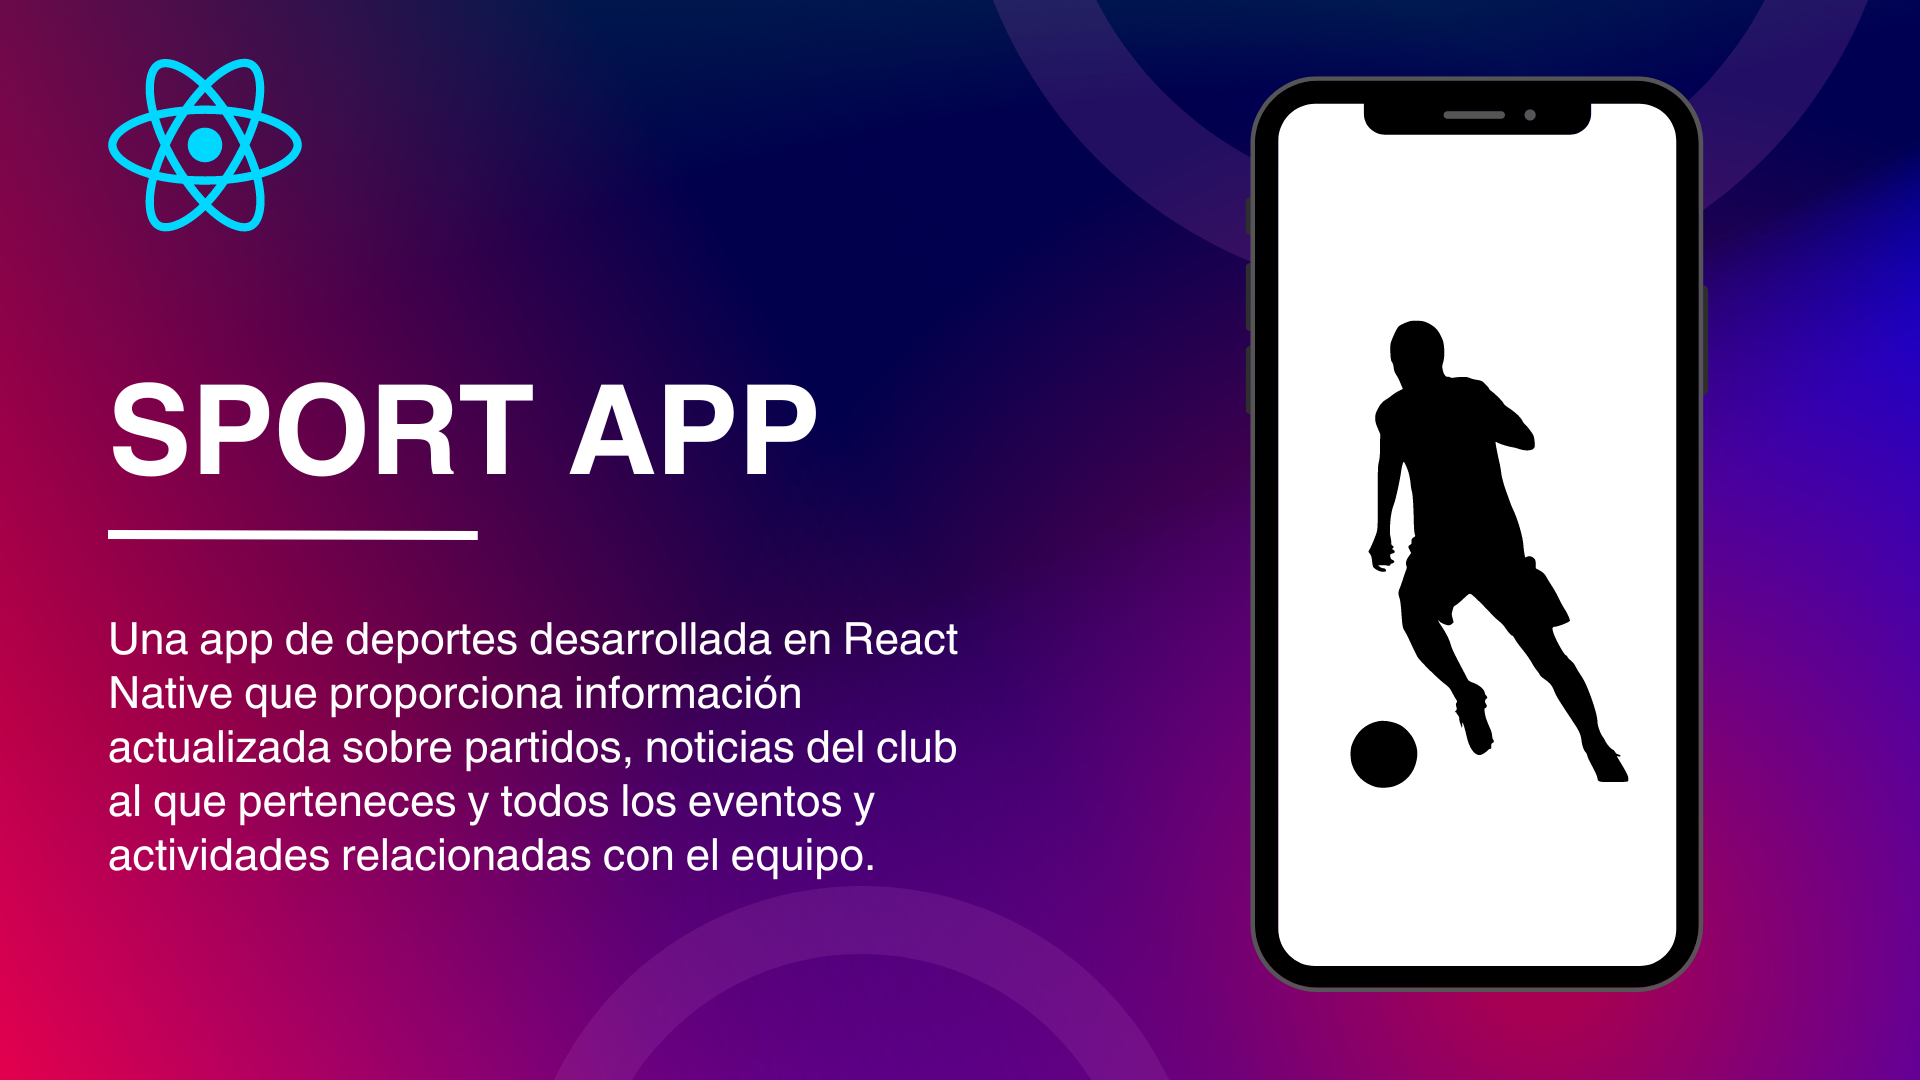 SPORT APP
Una app de deportes desarrollada en React
Native que proporciona información
actualizada sobre partidos, noticias del club
al que perteneces y todos los eventos y
actividades relacionadas con el equipo.